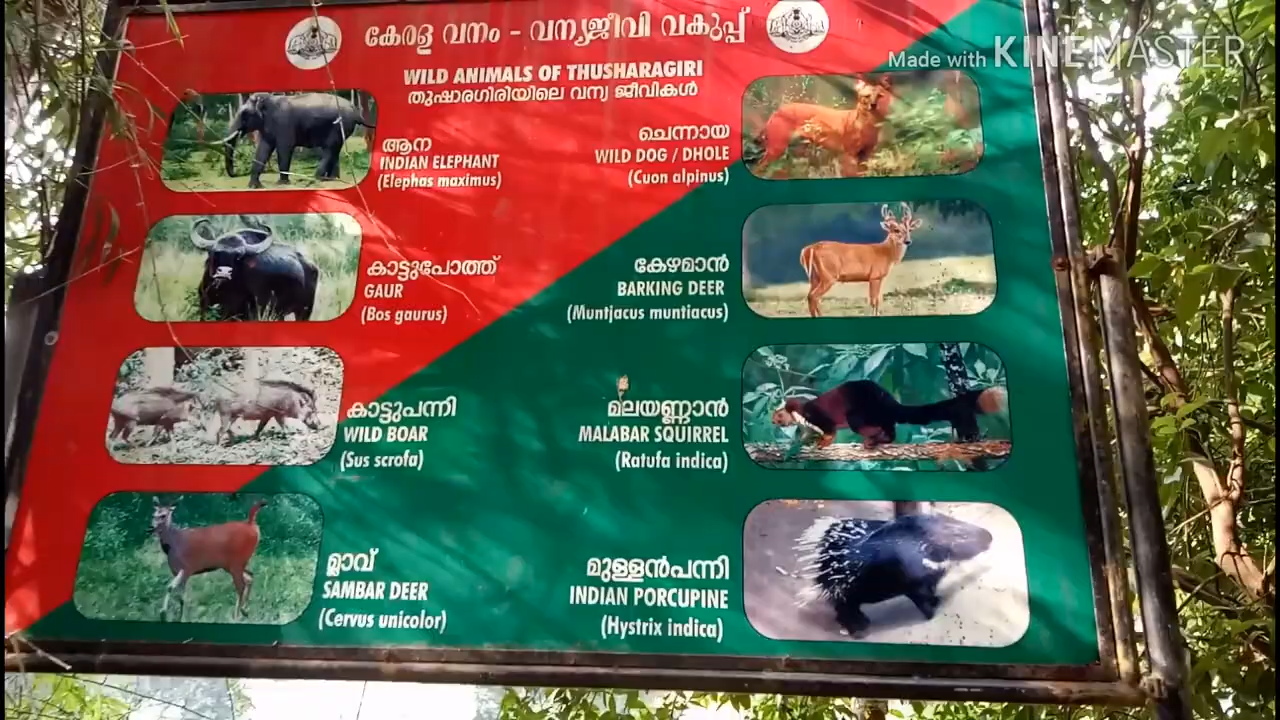 കേരള വനം - വന്യജീവി വകുപ്പ്
Made with KINEMASTER
WILD ANIMALS OF THUSHARAGIRI
തുഷാരഗിരിയിലെ വന്യ ജീവികൾ
ആന
INDIAN ELEPHANT
(Elephas maximus)
ചെന്നായ
WILD DOG / DHOLE
(Cuon alpinus)
കാട്ടുപോത്ത്
GAUR
(Bos gaurus)
കേഴമാൻ
BARKING DEER
(Muntjacus muntiacus)
കാട്ടുപന്നി
WILD BOAR
(Sus scrofa)
മലയണ്ണാൻ
MALABAR SQUIRREL
(Ratufa indica)
മ്ലാവ്
SAMBAR DEER
(Cervus unicolor)
മുള്ളൻപന്നി
INDIAN PORCUPINE
(Hystrix indica)